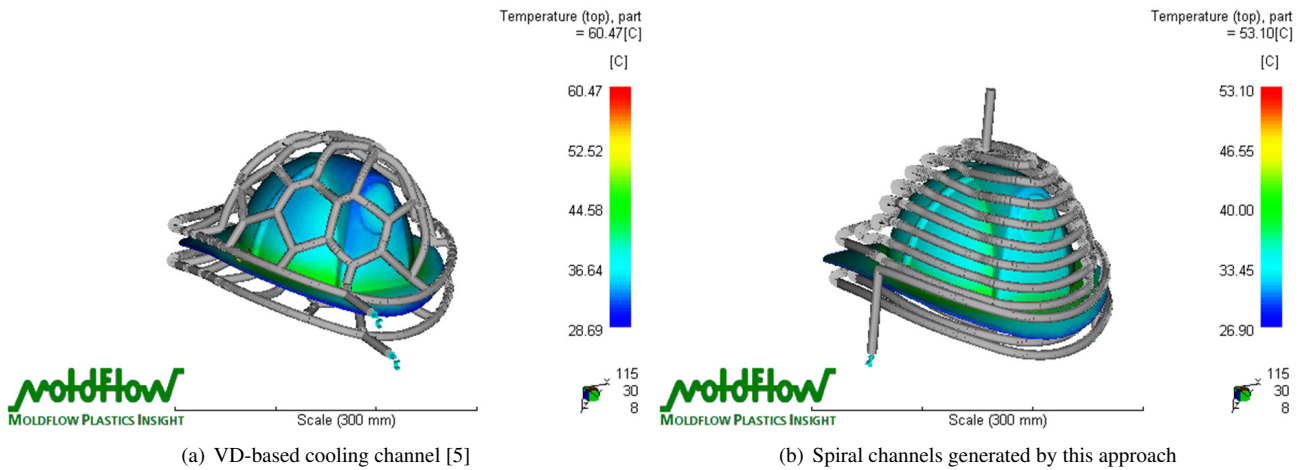 Temperature (top), part
= 60.47[C]
[C]
60.47
52.52
44.58
36.64
28.69
moldflow
MOLDFLOW PLASTICS INSIGHT
Scale (300 mm)
X
Y
Z
115
30
8
(a) VD-based cooling channel [5]
Temperature (top), part
= 53.10[C]
[C]
53.10
46.55
40.00
33.45
26.90
moldflow
MOLDFLOW PLASTICS INSIGHT
Scale (300 mm)
X
Y
Z
115
30
8
(b) Spiral channels generated by this approach